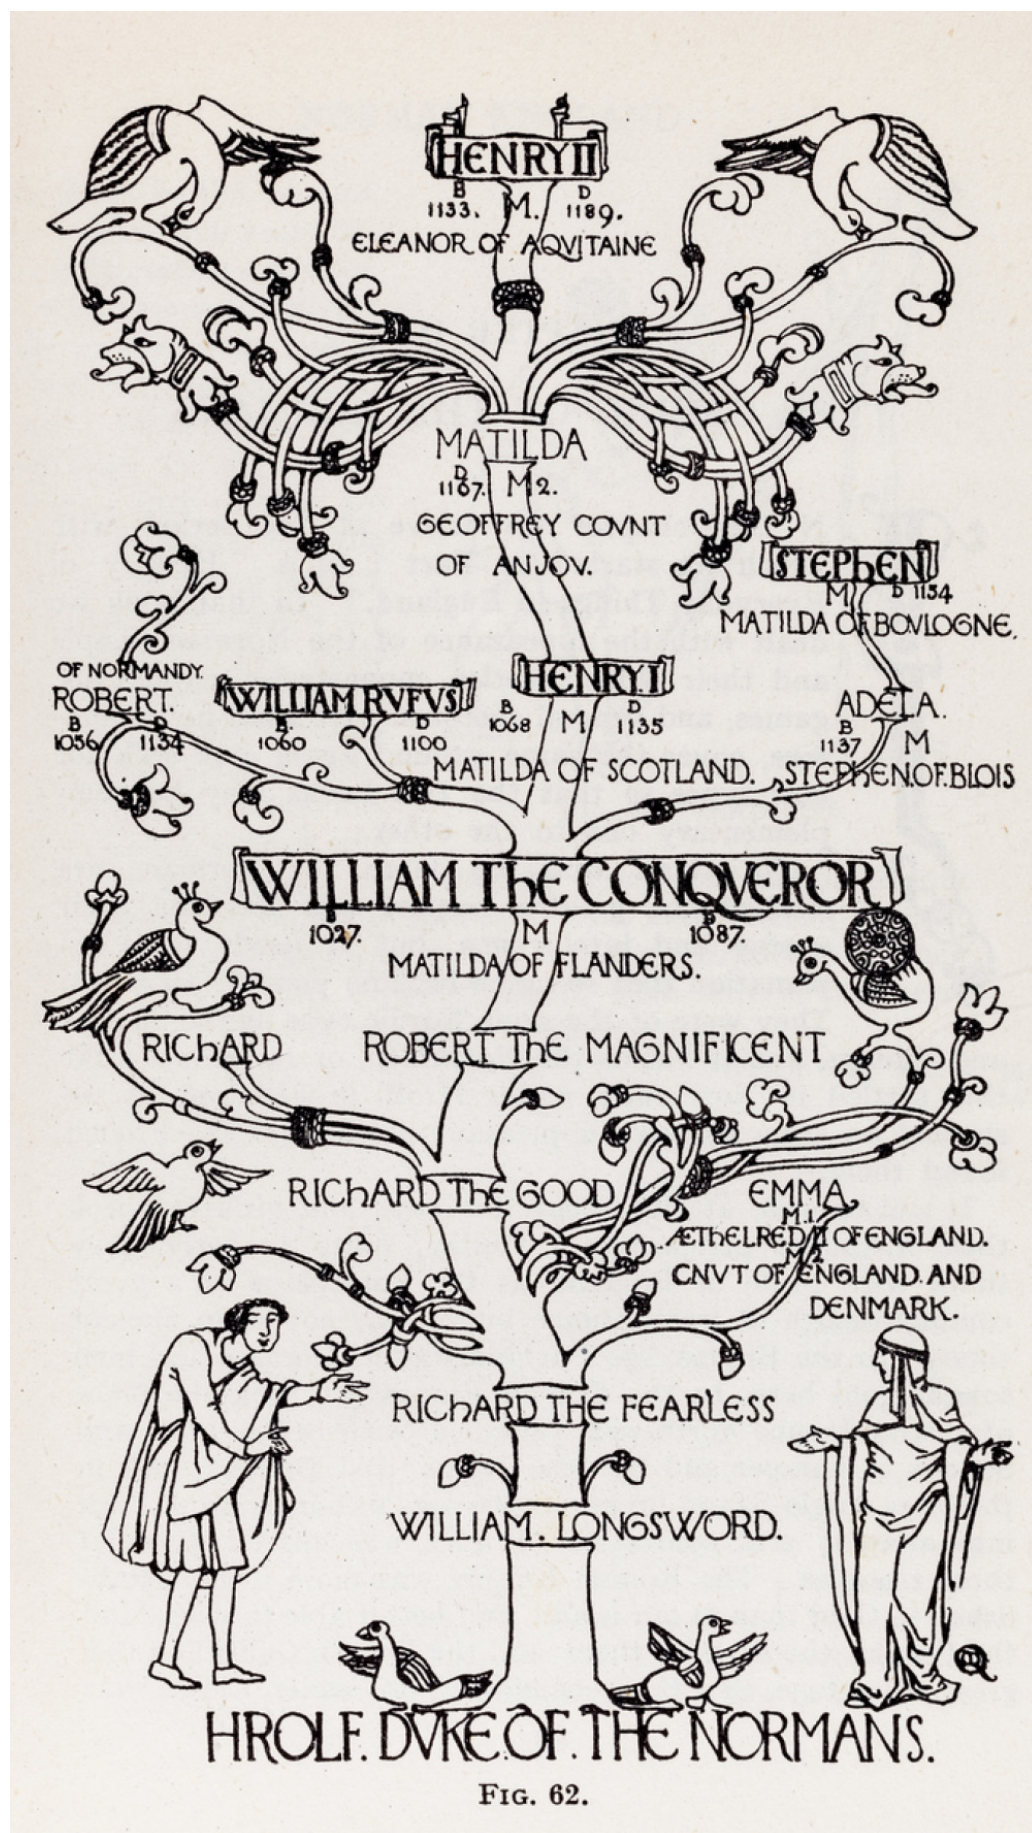 HENRY II
B D
1133. M. 1189.
ELEANOR OF AQVITAINE
MATILDA
D
1167. M2.
GEOFFREY COVNT
OF ANJOV.
STEPHEN
M D 1154
MATILDA OF BOVLOGNE.
OF NORMANDY.
ROBERT.
B D
1056 1134
WILLIAM RVFVS
B. D
1060 1100
HENRY I
B D
1068 M 1135
MATILDA OF SCOTLAND.
ADELA.
B
1137 M
STEPHEN.OF.BLOIS
WILLIAM THE CONQVEROR
B D
1027. M 1087.
MATILDA OF FLANDERS.
RICHARD
ROBERT THE MAGNIFICENT
RICHARD THE GOOD
EMMA,
M.1
ÆTHELRED II OF ENGLAND.
M.2
CNVT OF ENGLAND AND
DENMARK.
RICHARD THE FEARLESS
WILLIAM. LONGSWORD.
HROLF. DVKE.OF.THE NORMANS.
FIG. 62.